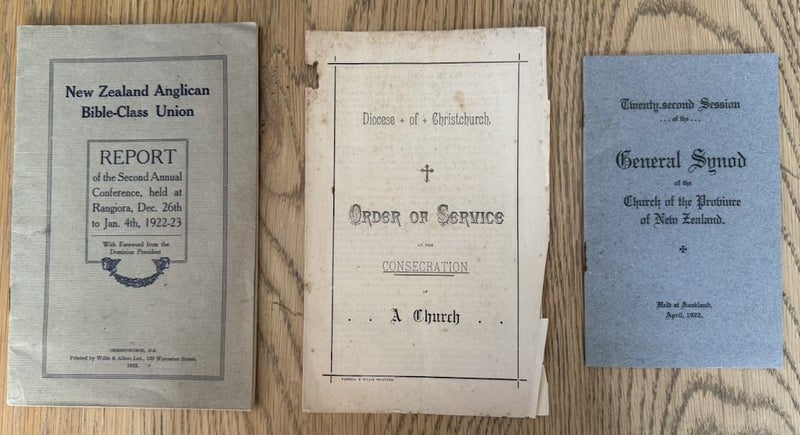 New Zealand Anglican
Bible-Class Union
REPORT
of the Second Annual
Conference, held at
Rangiora, Dec. 26th
to Jan. 4th, 1922-23
With Foreword from the
Dominion President
CHRISTCHURCH, N.Z.
Printed by Willis & Aiken Ltd., 125 Worcester Street.
1923.
Diocese + of + Christchurch.
ORDER OF SERVICE
AT THE
CONSECRATION
OF
. . A Church . .
& WILLIS PRINTERS.
Twenty-second Session
... of the ...
General Synod
of the
Church of the Province
of New Zealand.
Held at Auckland,
April, 1922.